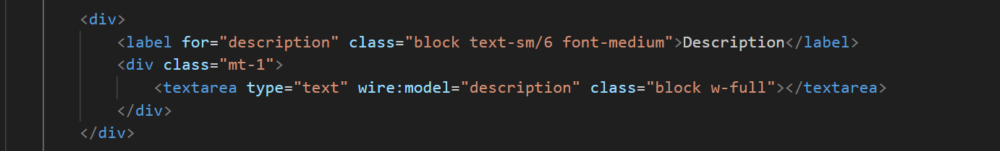 <div>
<label for="description" class="block text-sm/6 font-medium">Description</label>
<div class="mt-1">
<textarea type="text" wire:model="description" class="block w-full"></textarea>
</div>
</div>